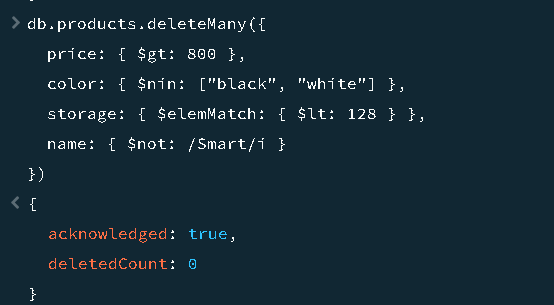 > db.products.deleteMany({
price: { $gt: 800 },
color: { $nin: ["black", "white"] },
storage: { $elemMatch: { $lt: 128 } },
name: { $not: /Smart/i }
})
< {
acknowledged: true,
deletedCount: 0
}